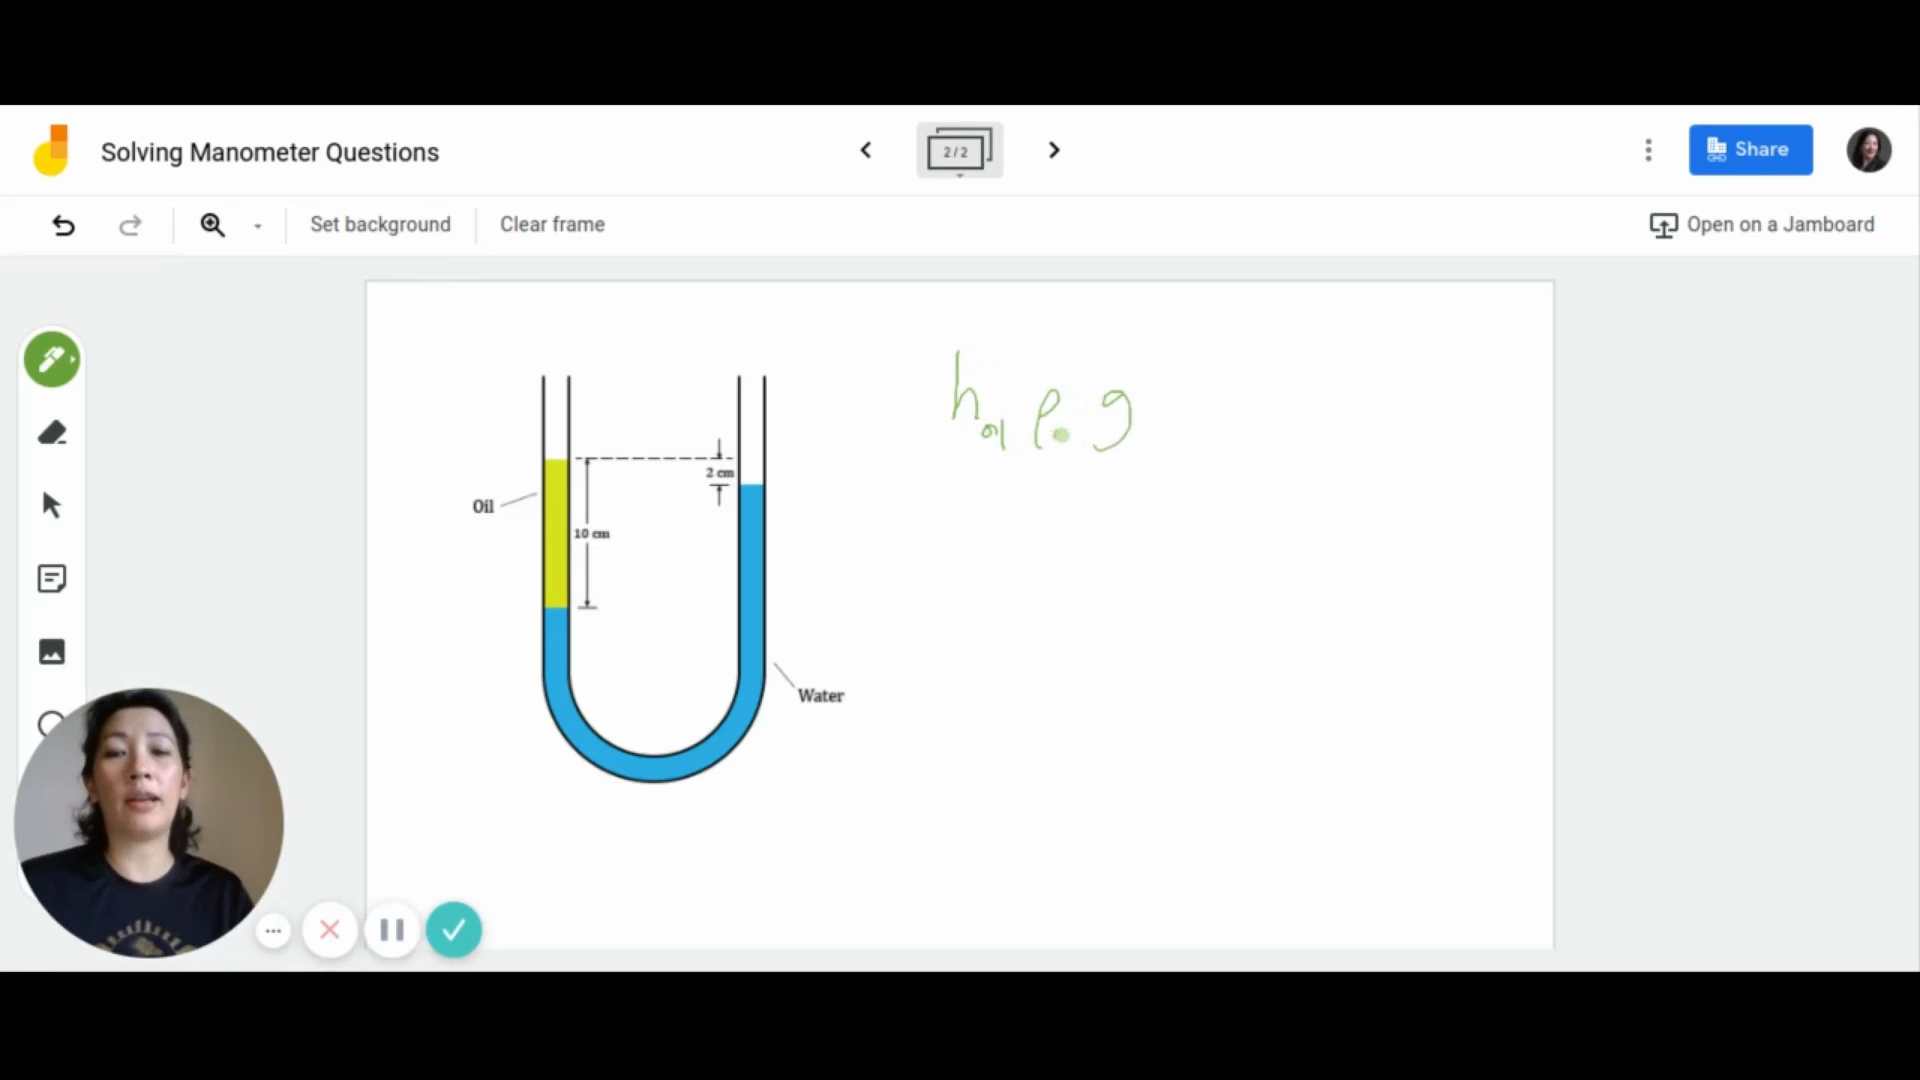 Solving Manometer Questions
2 / 2
Share
Set background
Clear frame
Open on a Jamboard
h oil ρ g
2 cm
Oil
10 cm
Water